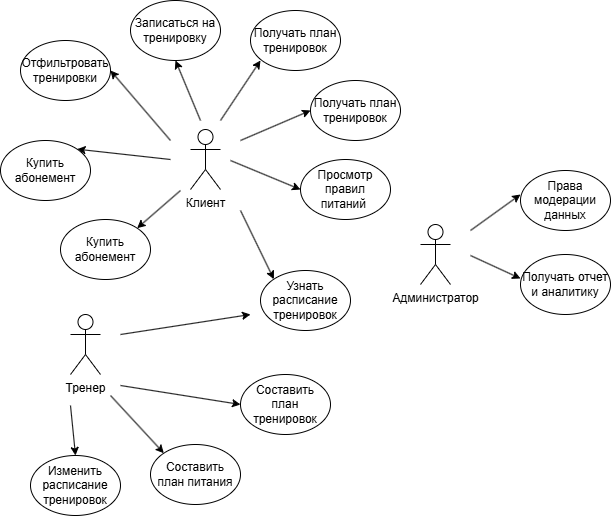 Записаться на
тренировку
Получать план
тренировок
Отфильтровать
тренировки
Получать план
тренировок
Купить
абонемент
Просмотр
правил
питаний
Клиент
Права
модерации
данных
Купить
абонемент
Узнать
расписание
тренировок
Администратор
Получать отчет
и аналитику
Тренер
Составить
план
тренировок
Изменить
расписание
тренировок
Составить
план питания